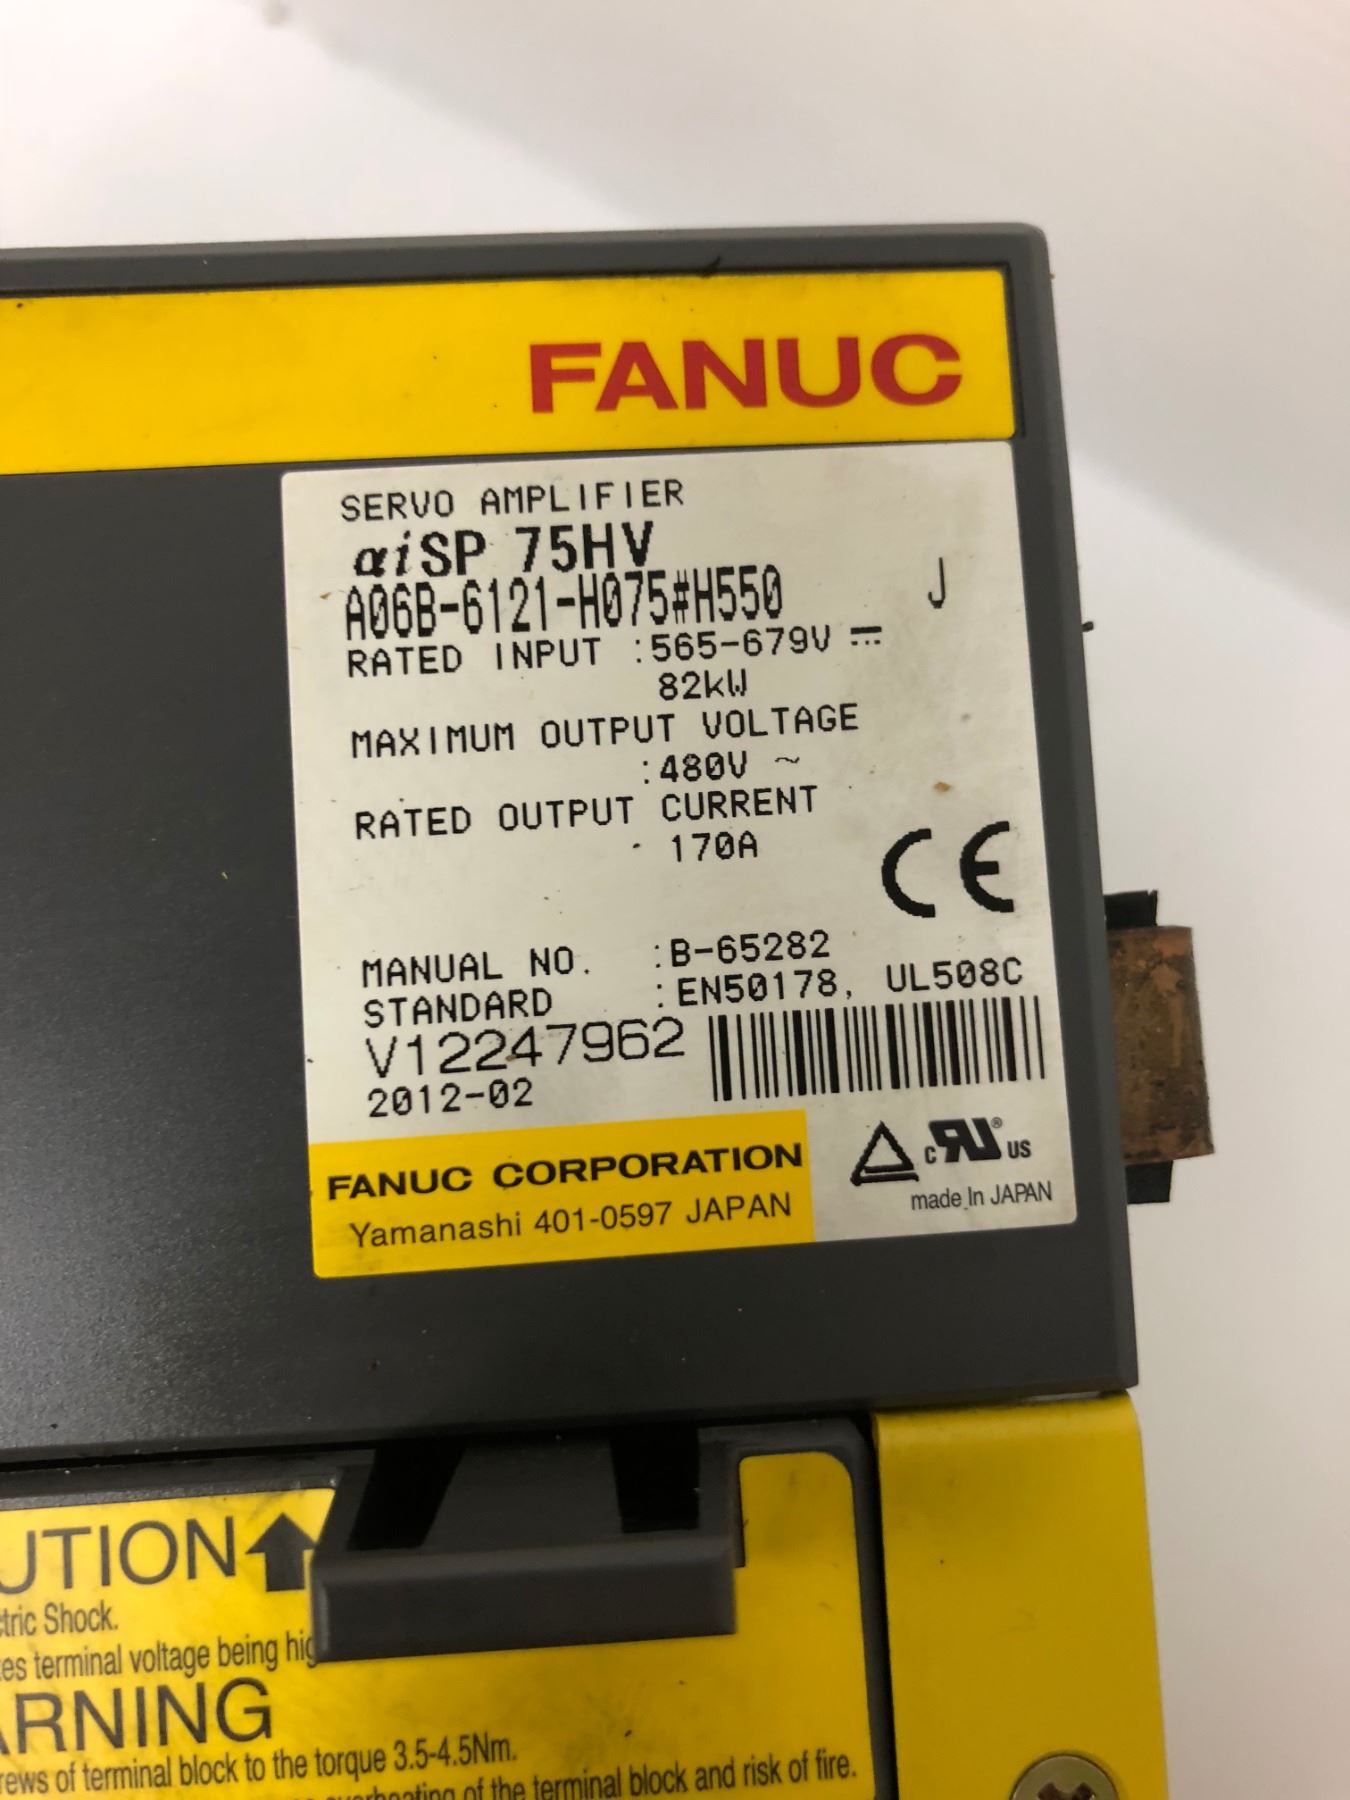 FANUC
SERVO AMPLIFIER
αiSP 75HV
A06B-6121-H075#H550 J
RATED INPUT :565-679V ⎓
82kW
MAXIMUM OUTPUT VOLTAGE
:480V ~
RATED OUTPUT CURRENT
170A
CE
MANUAL NO. :B-65282
STANDARD :EN50178, UL508C
V12247962
2012-02
FANUC CORPORATION
Yamanashi 401-0597 JAPAN
c RU ® US
made In JAPAN
UTION
tric Shock.
es terminal voltage being hig
ARNING
rews of terminal block to the torque 3.5-4.5Nm.
overheating of the terminal block and risk of fire.